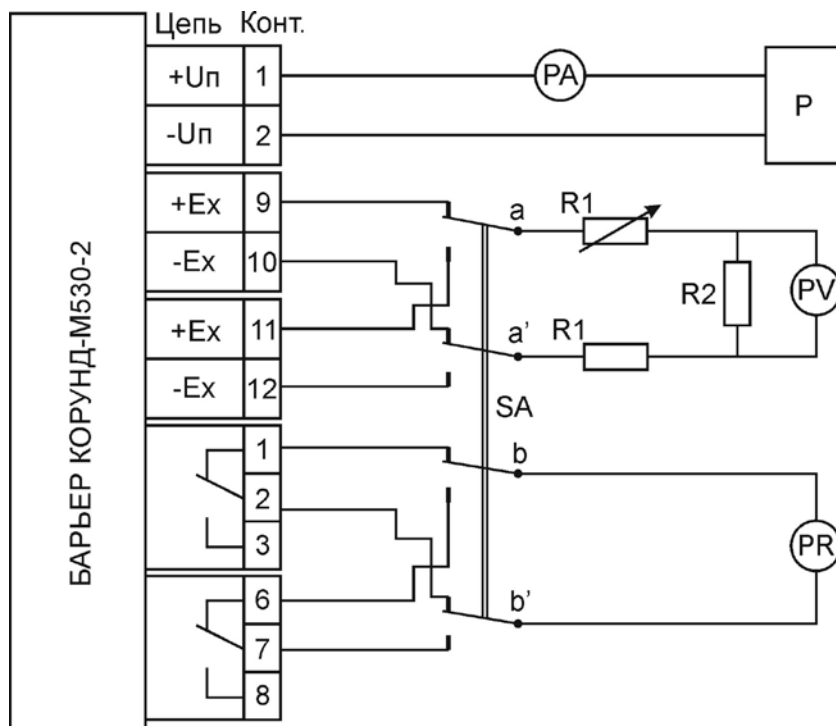 Цепь Конт.
+Uп 1
PA
P
-Uп 2
+Ex 9
a
R1
-Ex 10
R2
PV
+Ex 11
a’
R1
-Ex 12
SA
1
b
2
3
PR
6
b’
7
8
БАРЬЕР КОРУНД-М530-2